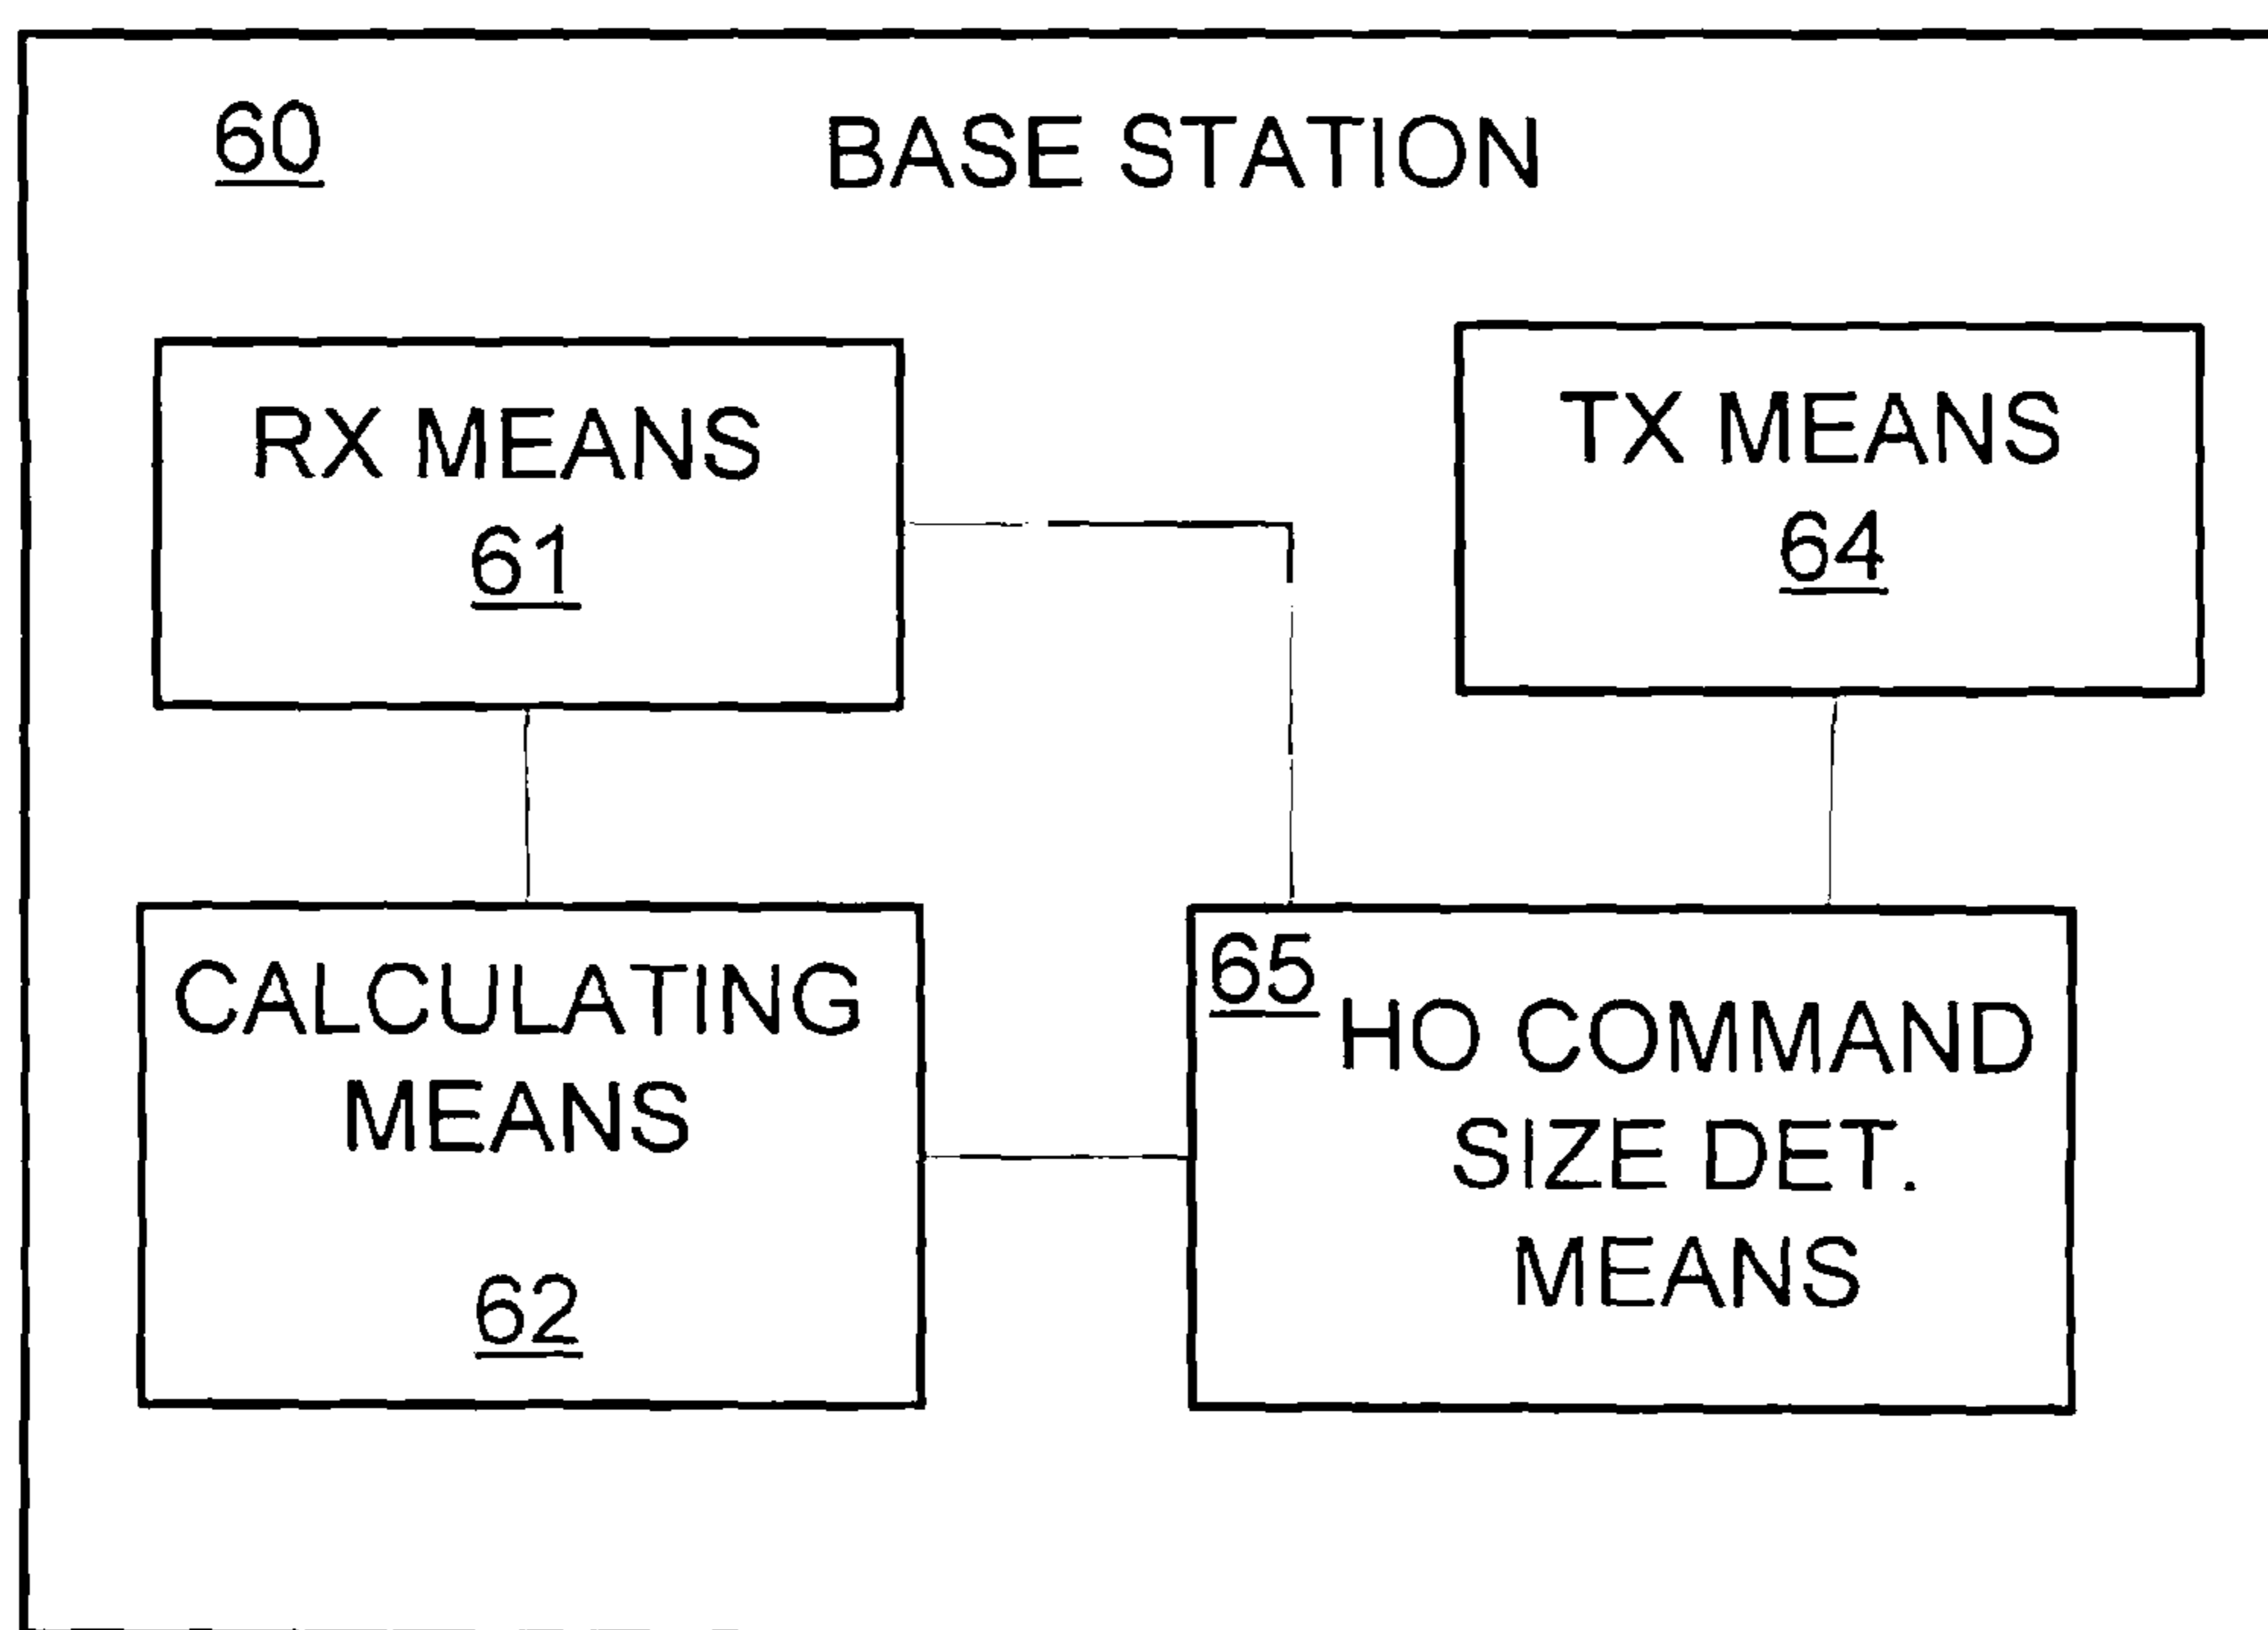 60
BASE STATION
RX MEANS
61
TX MEANS
64
CALCULATING
MEANS
62
65
HO COMMAND
SIZE DET.
MEANS